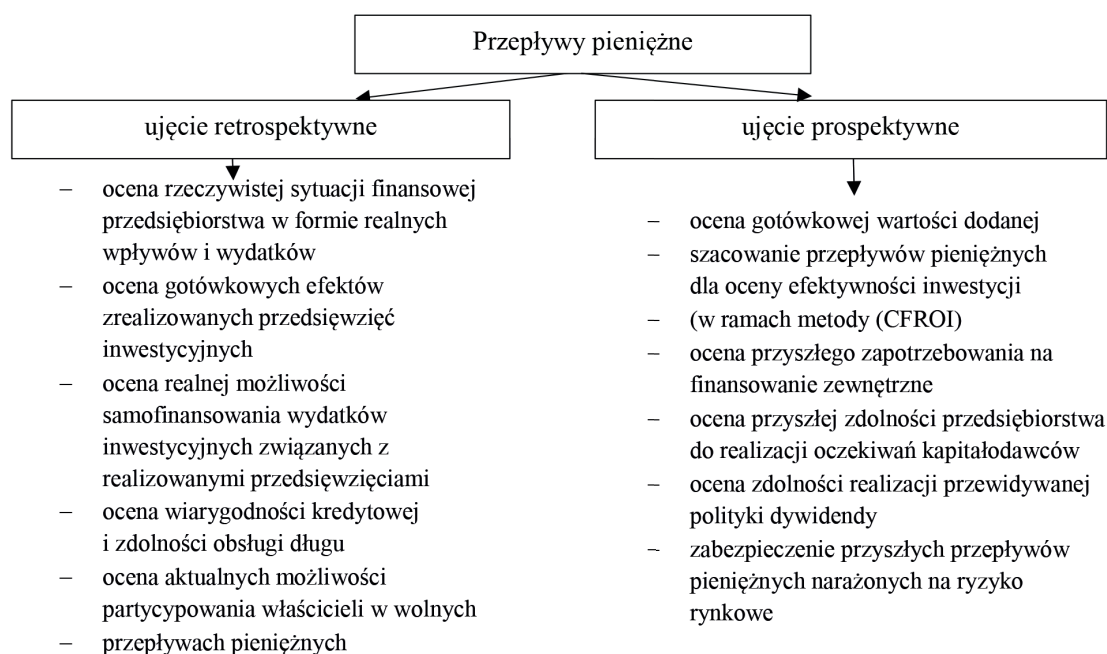 Przepływy pieniężne
ujęcie retrospektywne
– ocena rzeczywistej sytuacji finansowej
przedsiębiorstwa w formie realnych
wpływów i wydatków
– ocena gotówkowych efektów
zrealizowanych przedsięwzięć
inwestycyjnych
– ocena realnej możliwości
samofinansowania wydatków
inwestycyjnych związanych z
realizowanymi przedsięwzięciami
– ocena wiarygodności kredytowej
i zdolności obsługi długu
– ocena aktualnych możliwości
partycypowania właścicieli w wolnych
– przepływach pieniężnych
ujęcie prospektywne
– ocena gotówkowej wartości dodanej
– szacowanie przepływów pieniężnych
dla oceny efektywności inwestycji
– (w ramach metody (CFROI)
– ocena przyszłego zapotrzebowania na
finansowanie zewnętrzne
– ocena przyszłej zdolności przedsiębiorstwa
do realizacji oczekiwań kapitałodawców
– ocena zdolności realizacji przewidywanej
polityki dywidendy
– zabezpieczenie przyszłych przepływów
pieniężnych narażonych na ryzyko
rynkowe